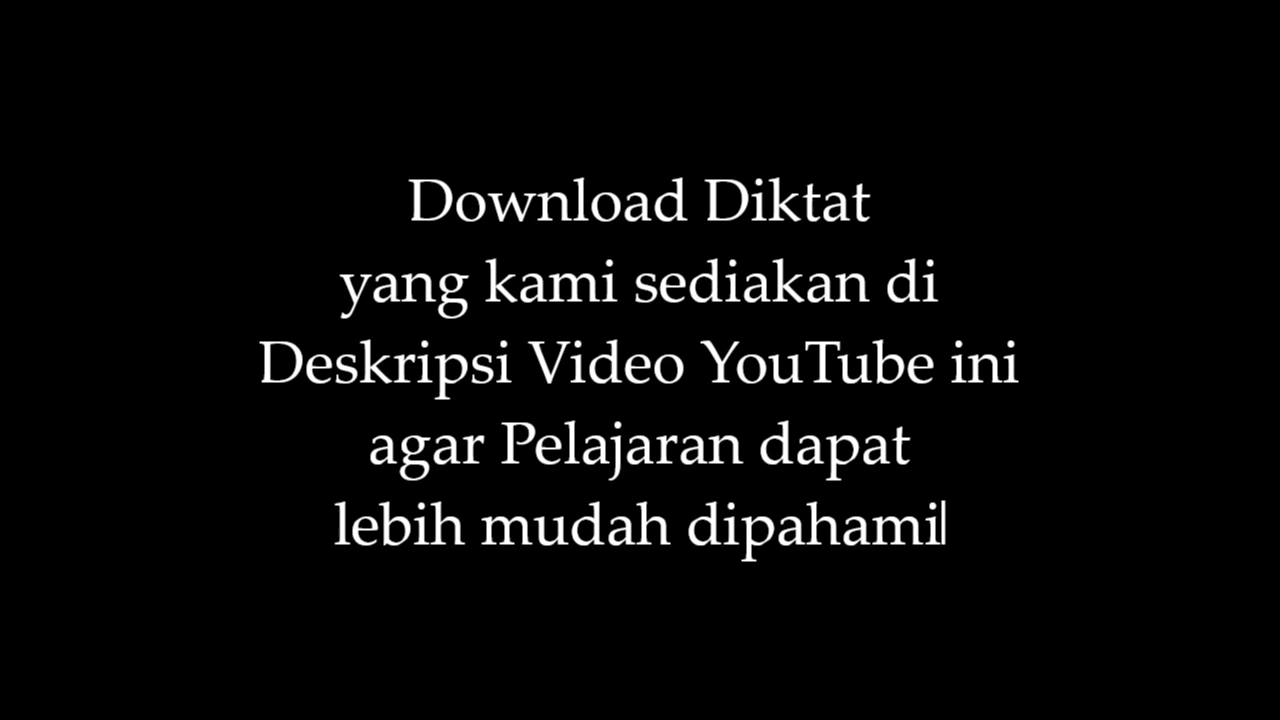 Download Diktat
yang kami sediakan di
Deskripsi Video YouTube ini
agar Pelajaran dapat
lebih mudah dipahami